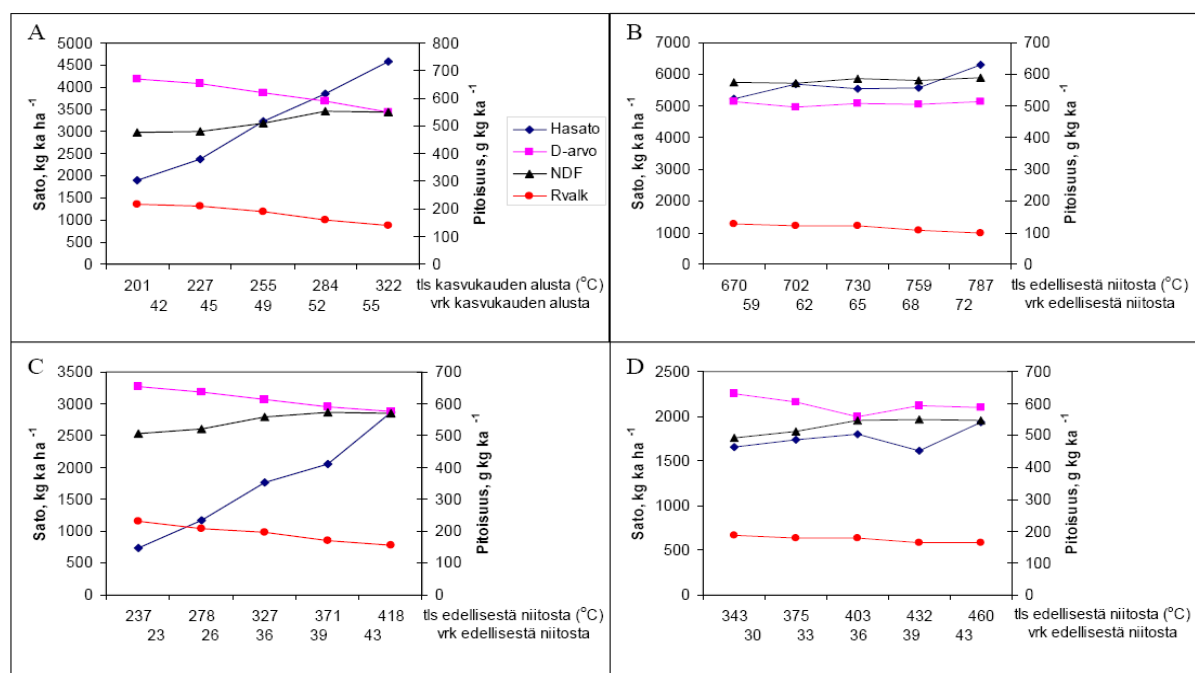 A
Sato, kg ka ha⁻¹
5000
4500
4000
3500
3000
2500
2000
1500
1000
500
0
800
700
600
500
400
300
200
100
0
Pitoisuus, g kg ka⁻¹
Hasato
D-arvo
NDF
Rvalk
201 227 255 284 322 tls kasvukauden alusta (°C)
42 45 49 52 55 vrk kasvukauden alusta
B
Sato, kg ka ha⁻¹
7000
6000
5000
4000
3000
2000
1000
0
700
600
500
400
300
200
100
0
Pitoisuus, g kg ka⁻¹
670 702 730 759 787 tls edellisestä niitosta (°C)
59 62 65 68 72 vrk edellisestä niitosta
C
Sato, kg ka ha⁻¹
3500
3000
2500
2000
1500
1000
500
0
700
600
500
400
300
200
100
0
Pitoisuus, g kg ka⁻¹
237 278 327 371 418 tls edellisestä niitosta (°C)
23 26 36 39 43 vrk edellisestä niitosta
D
Sato, kg ka ha⁻¹
2500
2000
1500
1000
500
0
700
600
500
400
300
200
100
0
Pitoisuus, g kg ka⁻¹
343 375 403 432 460 tls edellisestä niitosta (°C)
30 33 36 39 43 vrk edellisestä niitosta